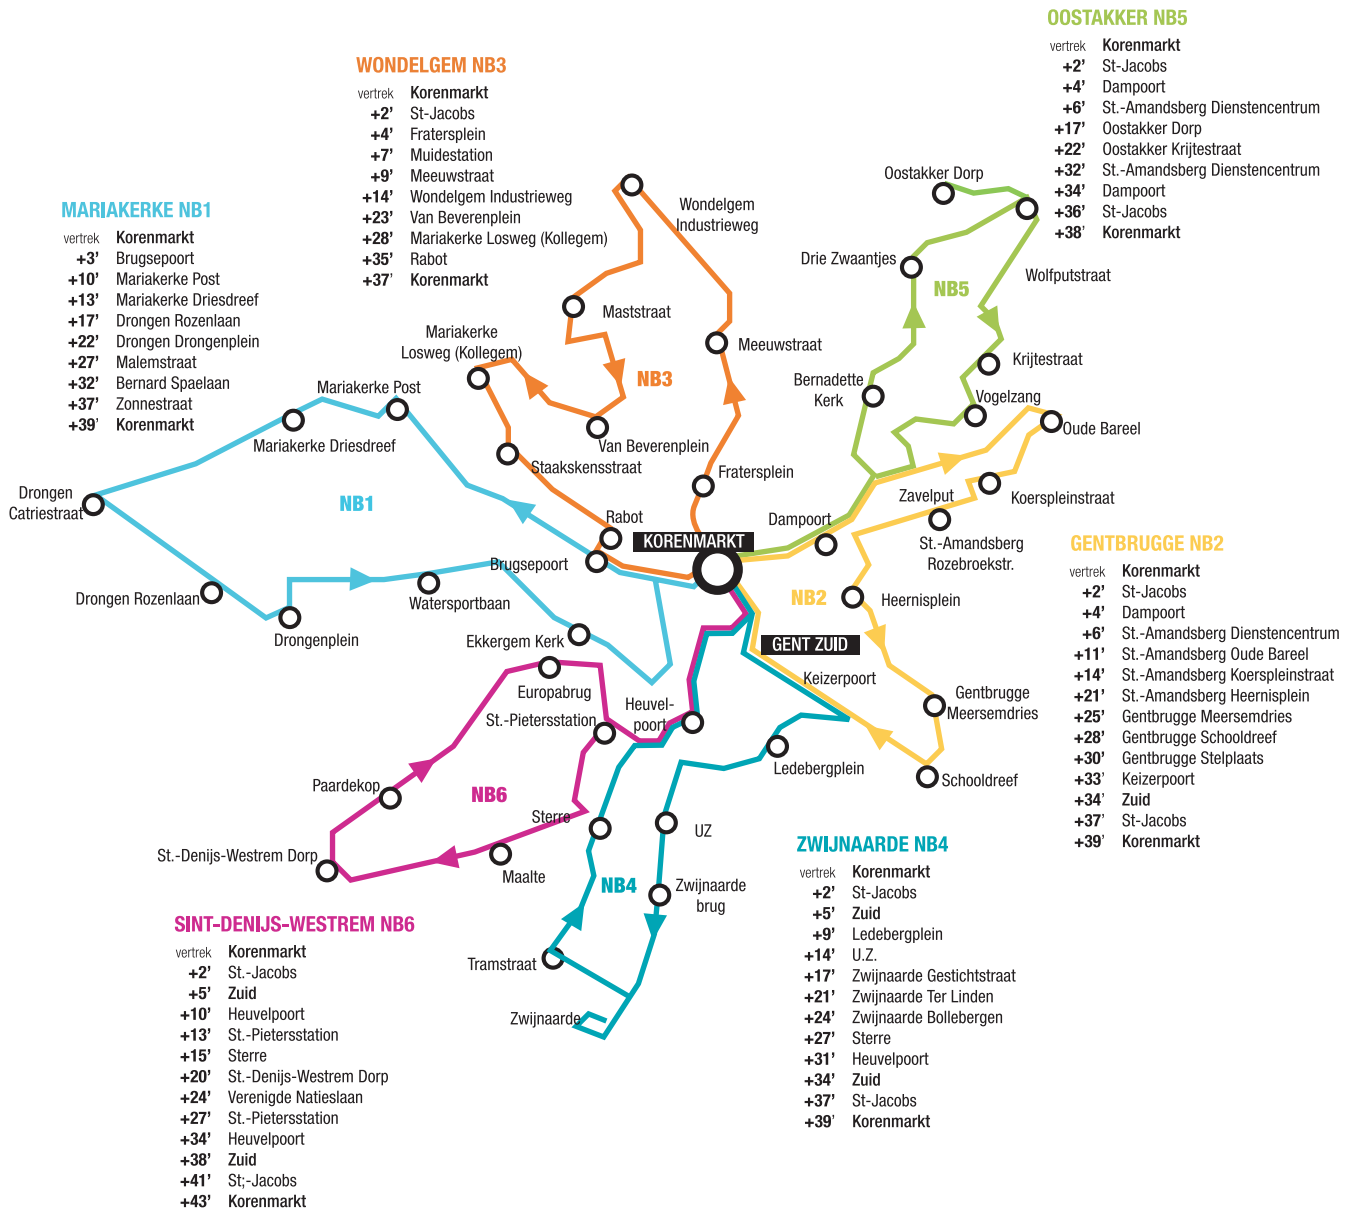 OOSTAKKER NB5
vertrek Korenmarkt
+2’ St-Jacobs
+4’ Dampoort
+6’ St.-Amandsberg Dienstencentrum
+17’ Oostakker Dorp
+22’ Oostakker Krijtestraat
+32’ St.-Amandsberg Dienstencentrum
+34’ Dampoort
+36’ St-Jacobs
+38’ Korenmarkt
WONDELGEM NB3
vertrek Korenmarkt
+2’ St-Jacobs
+4’ Fratersplein
+7’ Muidestation
+9’ Meeuwstraat
+14’ Wondelgem Industrieweg
+23’ Van Beverenplein
+28’ Mariakerke Losweg (Kollegem)
+35’ Rabot
+37’ Korenmarkt
MARIAKERKE NB1
vertrek Korenmarkt
+3’ Brugsepoort
+10’ Mariakerke Post
+13’ Mariakerke Driesdreef
+17’ Drongen Rozenlaan
+22’ Drongen Drongenplein
+27’ Malemstraat
+32’ Bernard Spaelaan
+37’ Zonnestraat
+39’ Korenmarkt
Oostakker Dorp
Wondelgem
Industrieweg
Drie Zwaantjes
Wolfputstraat
NB5
Maststraat
Mariakerke
Losweg (Kollegem)
Meeuwstraat
Krijtestraat
NB3
Bernadette
Kerk
Vogelzang
Mariakerke Post
Oude Bareel
Mariakerke Driesdreef
Van Beverenplein
Staakskensstraat
Fratersplein
Drongen
Catriestraat
NB1
Zavelput
Koerspleinstraat
Rabot
Dampoort
KORENMARKT
St.-Amandsberg
Rozebroekstr.
Brugsepoort
Drongen Rozenlaan
Watersportbaan
NB2
Heernisplein
Drongenplein
Ekkergem Kerk
GENT ZUID
Keizerpoort
Europabrug
Heuvel-
poort
Gentbrugge
Meersemdries
St.-Pietersstation
Ledebergplein
Schooldreef
Paardekop
NB6
Sterre
UZ
St.-Denijs-Westrem Dorp
Maalte
NB4
Zwijnaarde
brug
Tramstraat
Zwijnaarde
GENTBRUGGE NB2
vertrek Korenmarkt
+2’ St-Jacobs
+4’ Dampoort
+6’ St.-Amandsberg Dienstencentrum
+11’ St.-Amandsberg Oude Bareel
+14’ St.-Amandsberg Koerspleinstraat
+21’ St.-Amandsberg Heernisplein
+25’ Gentbrugge Meersemdries
+28’ Gentbrugge Schooldreef
+30’ Gentbrugge Stelplaats
+33’ Keizerpoort
+34’ Zuid
+37’ St-Jacobs
+39’ Korenmarkt
ZWIJNAARDE NB4
vertrek Korenmarkt
+2’ St-Jacobs
+5’ Zuid
+9’ Ledebergplein
+14’ U.Z.
+17’ Zwijnaarde Gestichtstraat
+21’ Zwijnaarde Ter Linden
+24’ Zwijnaarde Bollebergen
+27’ Sterre
+31’ Heuvelpoort
+34’ Zuid
+37’ St-Jacobs
+39’ Korenmarkt
SINT-DENIJS-WESTREM NB6
vertrek Korenmarkt
+2’ St.-Jacobs
+5’ Zuid
+10’ Heuvelpoort
+13’ St.-Pietersstation
+15’ Sterre
+20’ St.-Denijs-Westrem Dorp
+24’ Verenigde Natieslaan
+27’ St.-Pietersstation
+34’ Heuvelpoort
+38’ Zuid
+41’ St;-Jacobs
+43’ Korenmarkt